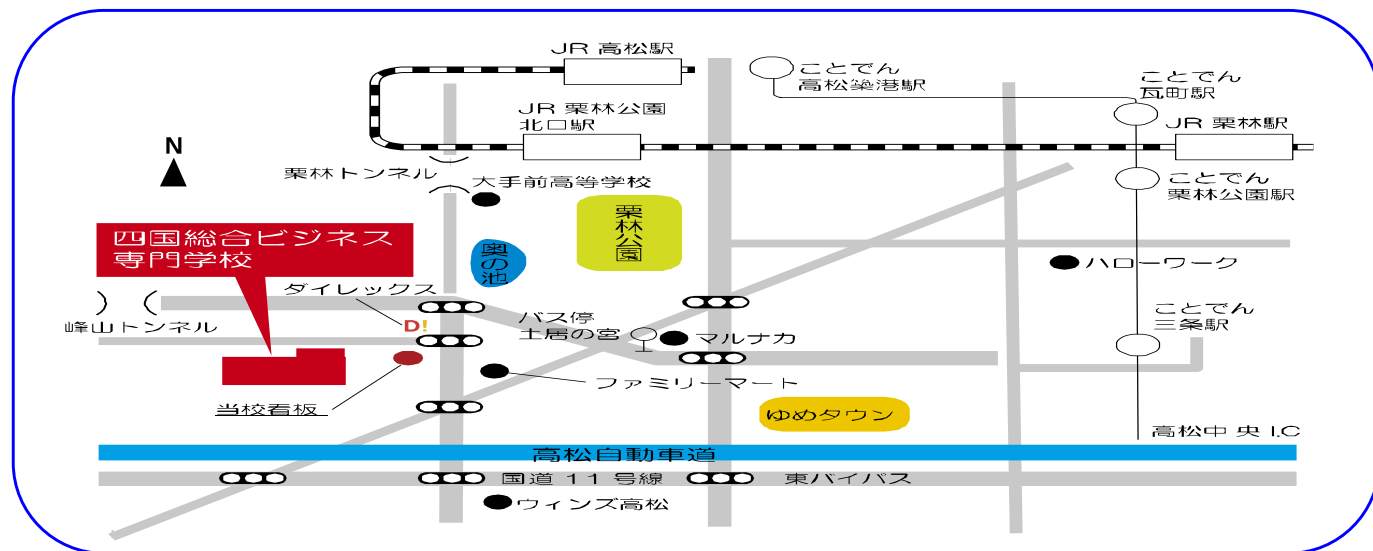 JR 高松駅
ことでん
高松築港駅
ことでん
瓦町駅
JR 栗林公園
北口駅
JR 栗林駅
N
栗林トンネル
大手前高等学校
ことでん
栗林公園駅
栗林公園
四国総合ビジネス
専門学校
奥の池
ハローワーク
ダイレックス
峰山トンネル
D!
バス停
土居の宮
マルナカ
ことでん
三条駅
ファミリーマート
当校看板
ゆめタウン
高松中 央 I.C
高松自動車道
国道 11 号線
東バイパス
ウィンズ高松